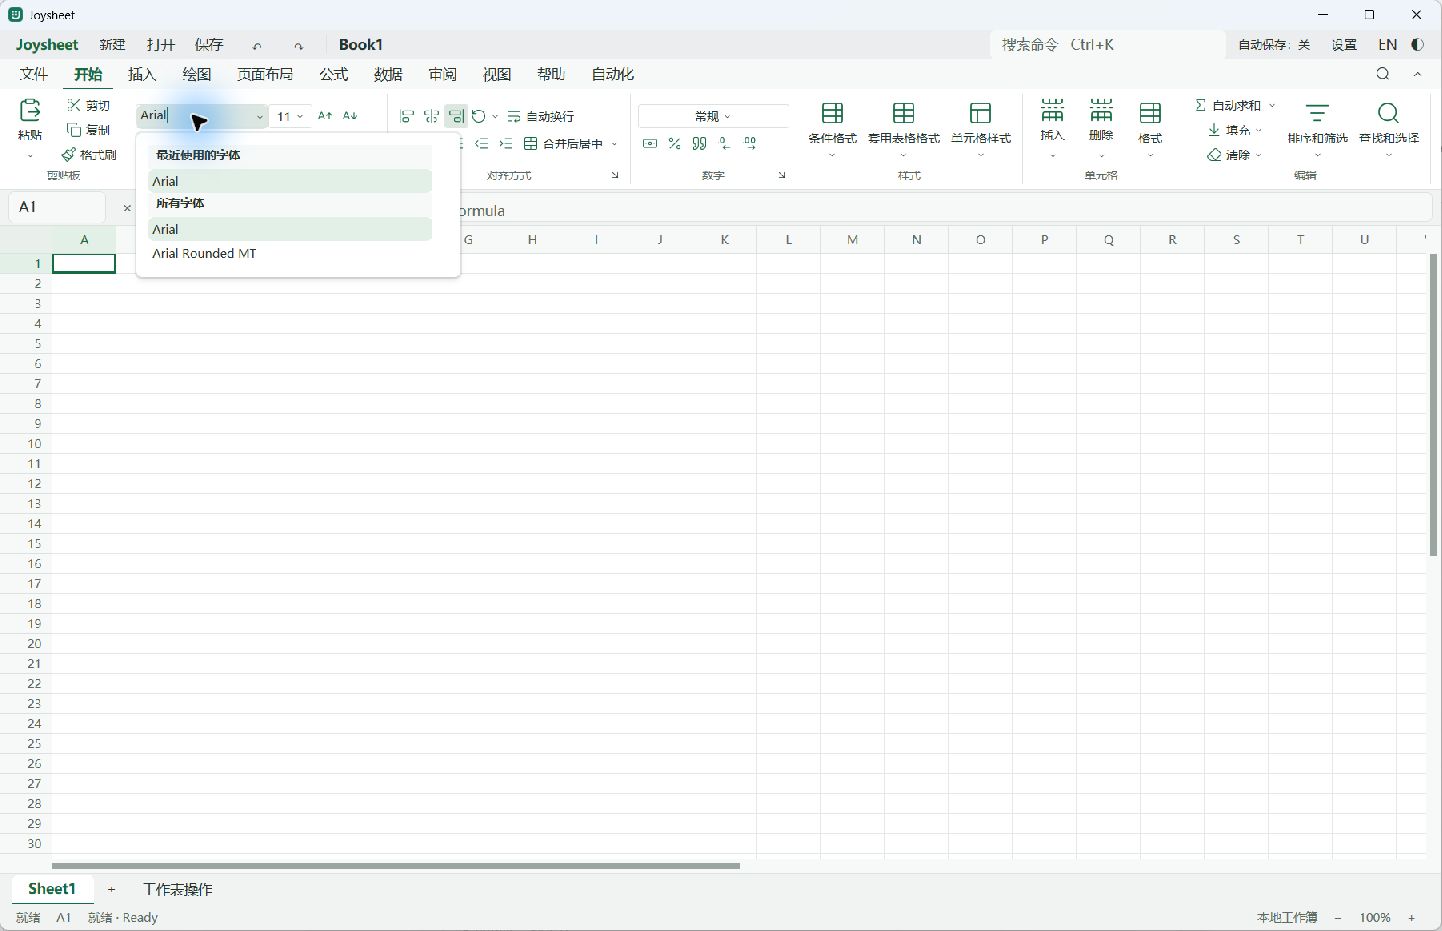 Joysheet
Joysheet 新建 打开 保存 Book1 搜索命令 Ctrl+K 自动保存: 关 设置 EN
文件 开始 插入 绘图 页面布局 公式 数据 审阅 视图 帮助 自动化
粘贴 剪切 复制 格式刷 剪贴板
Arial 11 A A
自动换行
合并后居中
对齐方式
常规
数字
条件格式 套用表格格式 单元格样式
样式
插入 删除 格式
单元格
自动求和
填充
清除
排序和筛选 查找和选择
编辑
最近使用的字体
Arial
所有字体
Arial
Arial Rounded MT
A1 × ormula
A G H I J K L M N O P Q R S T U
1
2
3
4
5
6
7
8
9
10
11
12
13
14
15
16
17
18
19
20
21
22
23
24
25
26
27
28
29
30
Sheet1 + 工作表操作
就绪 A1 就绪 · Ready 本地工作簿 − 100% +